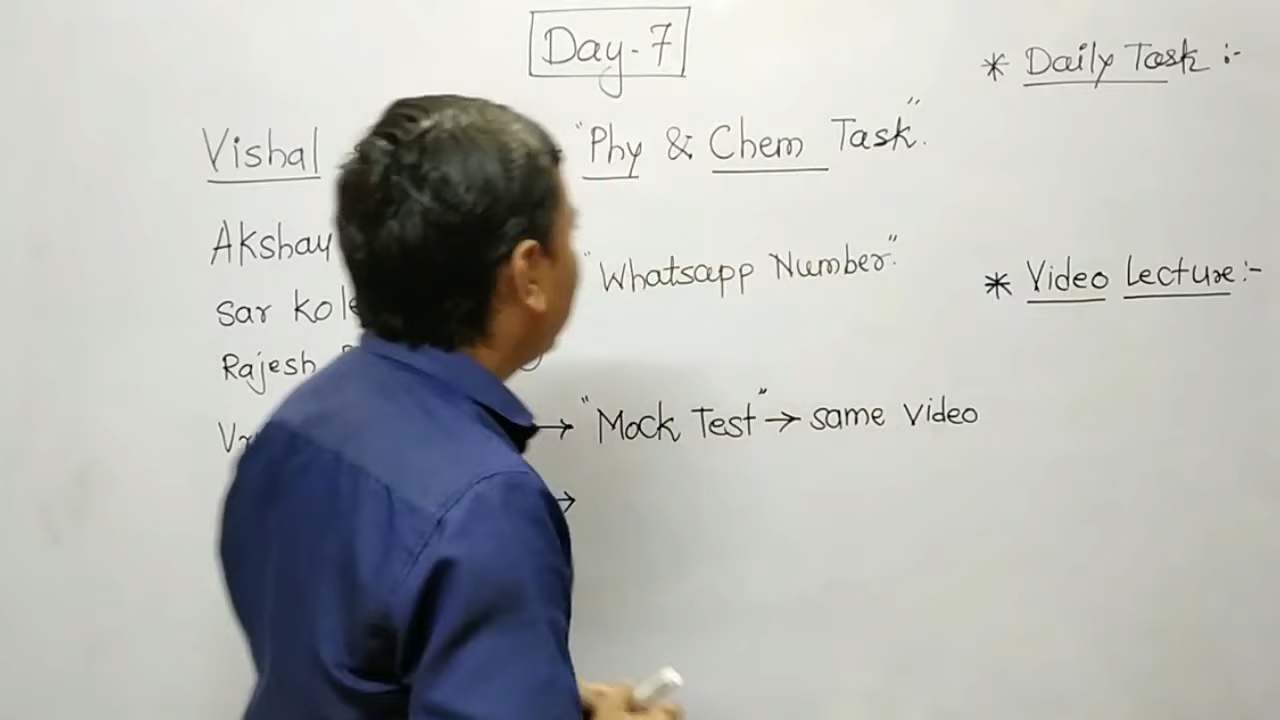 Day-7
Vishal "Phy & Chem Task".
Akshay "Whatsapp Number"
sar
Rajesh
→ "Mock Test" → same video
→
* Daily Task :-
* Video Lecture:-